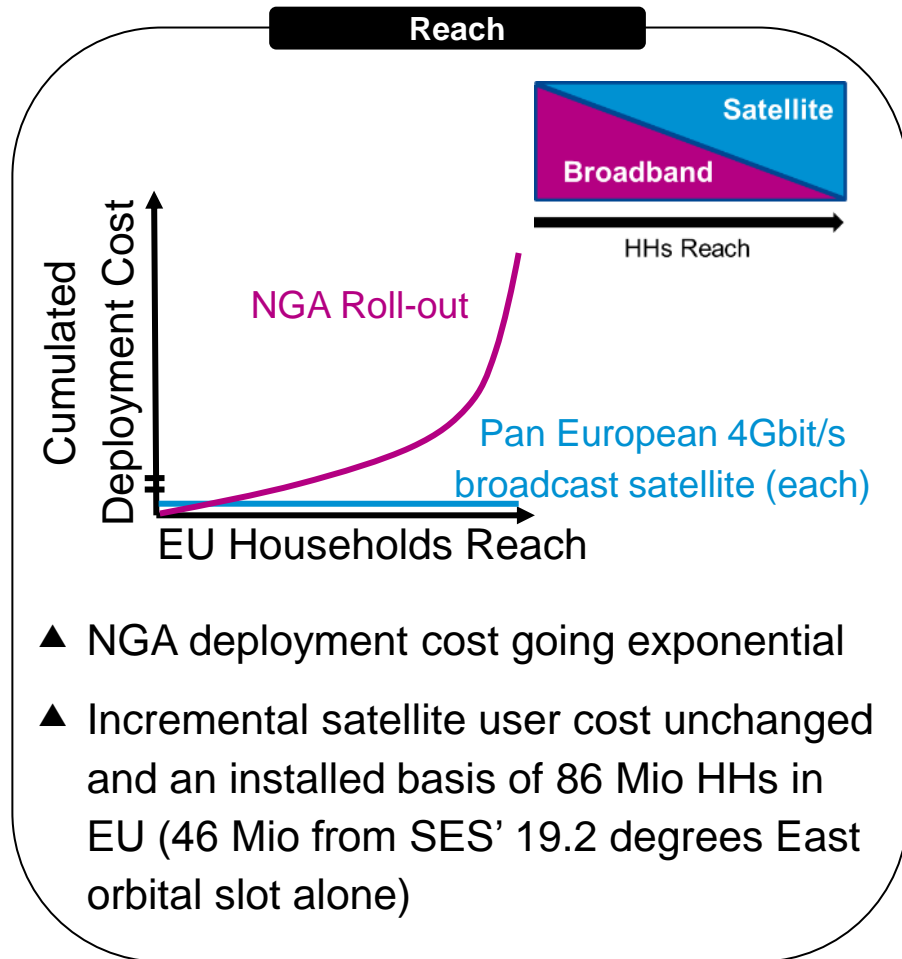 Reach
Satellite
Broadband
HHs Reach
Cumulated
Deployment Cost
NGA Roll-out
Pan European 4Gbit/s
broadcast satellite (each)
EU Households Reach
▲ NGA deployment cost going exponential
▲ Incremental satellite user cost unchanged
and an installed basis of 86 Mio HHs in
EU (46 Mio from SES’ 19.2 degrees East
orbital slot alone)